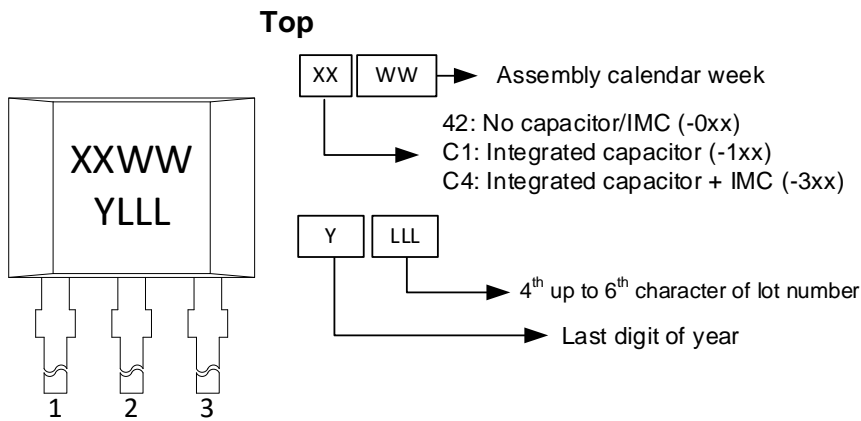 Top
XX WW Assembly calendar week
42: No capacitor/IMC (-0xx)
C1: Integrated capacitor (-1xx)
C4: Integrated capacitor + IMC (-3xx)
XXWW
YLLL
Y LLL
4th up to 6th character of lot number
Last digit of year
1 2 3